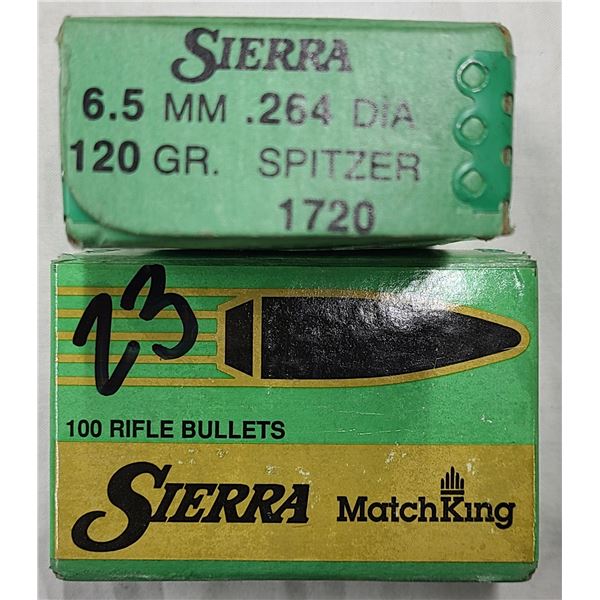 SIERRA
6.5 MM .264 DIA
120 GR. SPITZER
1720
23
100 RIFLE BULLETS
SIERRA MatchKing